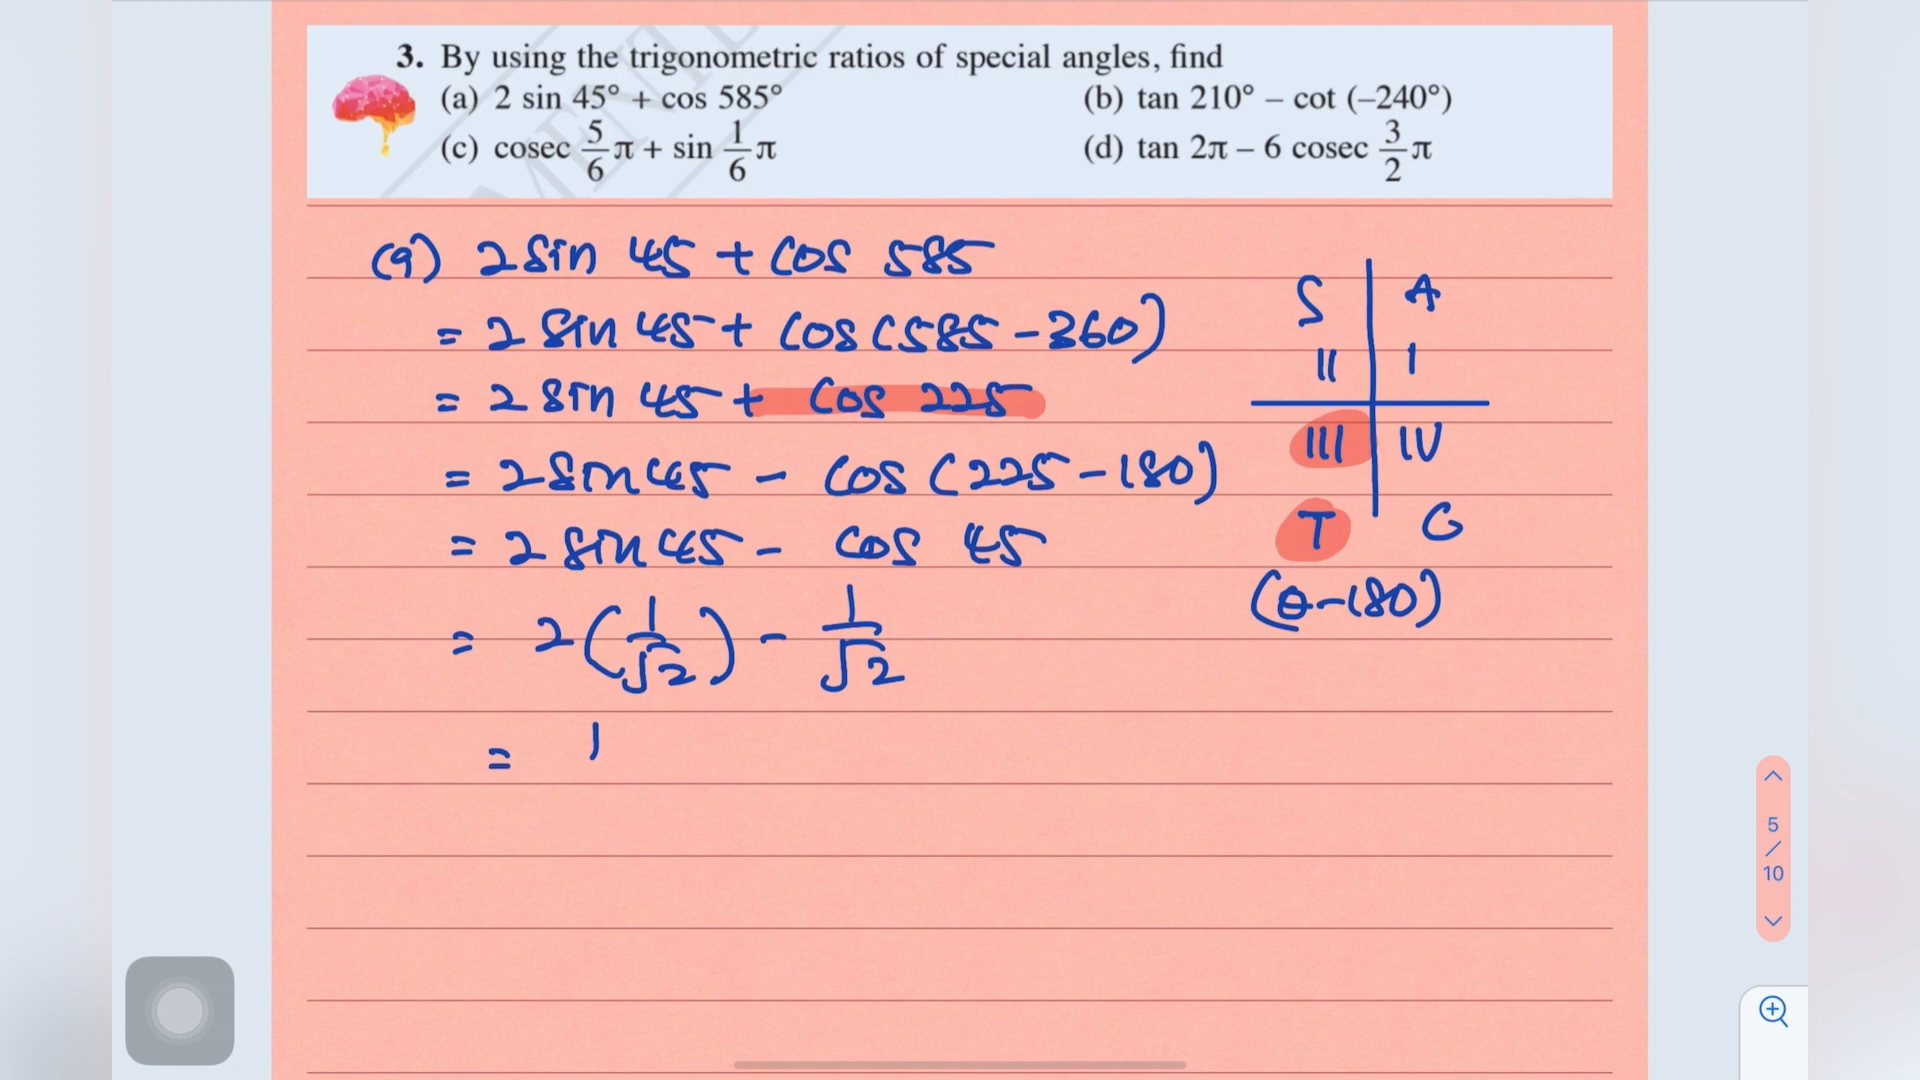 3. By using the trigonometric ratios of special angles, find
(a) 2 sin 45° + cos 585°
(b) tan 210° – cot (–240°)
(c) cosec 5/6 π + sin 1/6 π
(d) tan 2π – 6 cosec 3/2 π
(a) 2 sin 45 + cos 585
= 2 sin 45 + cos (585 - 360)
= 2 sin 45 + cos 225
= 2 sin 45 - cos (225 - 180)
= 2 sin 45 - cos 45
= 2 (1/√2) - 1/√2
= 1
S A
II I
III IV
T C
(θ - 180)
5
/
10